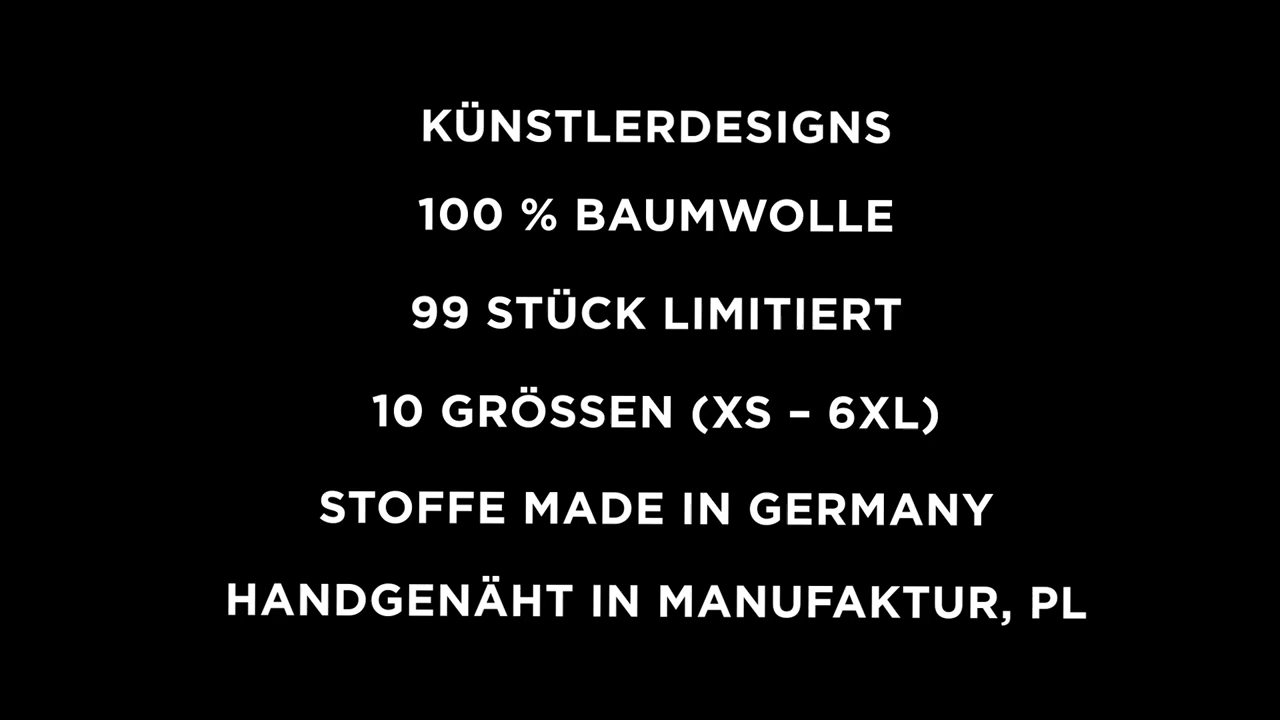 KÜNSTLERDESIGNS
100 % BAUMWOLLE
99 STÜCK LIMITIERT
10 GRÖSSEN (XS – 6XL)
STOFFE MADE IN GERMANY
HANDGENÄHT IN MANUFAKTUR, PL